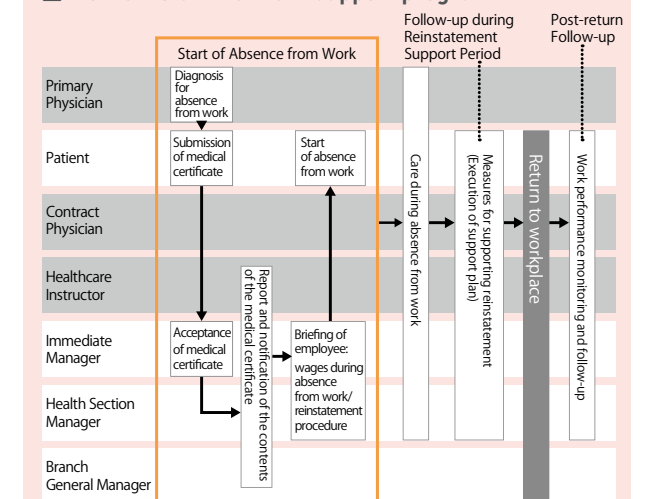 Follow-up during
Reinstatement
Support Period
Post-return
Follow-up
Start of Absence from Work
Primary
Physician
Diagnosis
for
absence
from work
Patient
Submission
of medical
certificate
Start
of absence
from work
Contract
Physician
Healthcare
Instructor
Immediate
Manager
Acceptance
of medical
certificate
Report and notification of the contents
of the medical certificate
Briefing of
employee:
wages during
absence
from work/
reinstatement
procedure
Care during absence from work
Measures for supporting reinstatement
(Execution of support plan)
Return to workplace
Work performance monitoring and follow-up
Health Section
Manager
Branch
General Manager